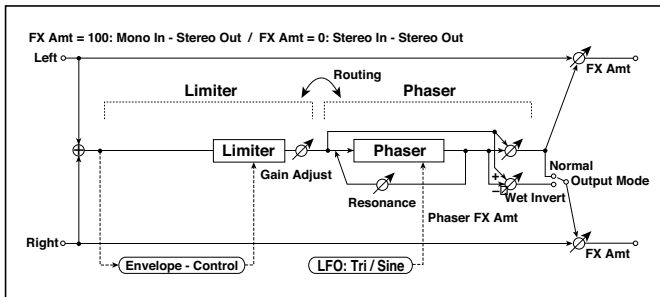 FX Amt = 100: Mono In - Stereo Out / FX Amt = 0: Stereo In - Stereo Out
Left
FX Amt
Routing
Limiter
Phaser
Limiter
Phaser
Gain Adjust
Normal
Output Mode
Resonance
+
−
Wet Invert
Phaser FX Amt
Right
FX Amt
Envelope - Control
LFO: Tri / Sine